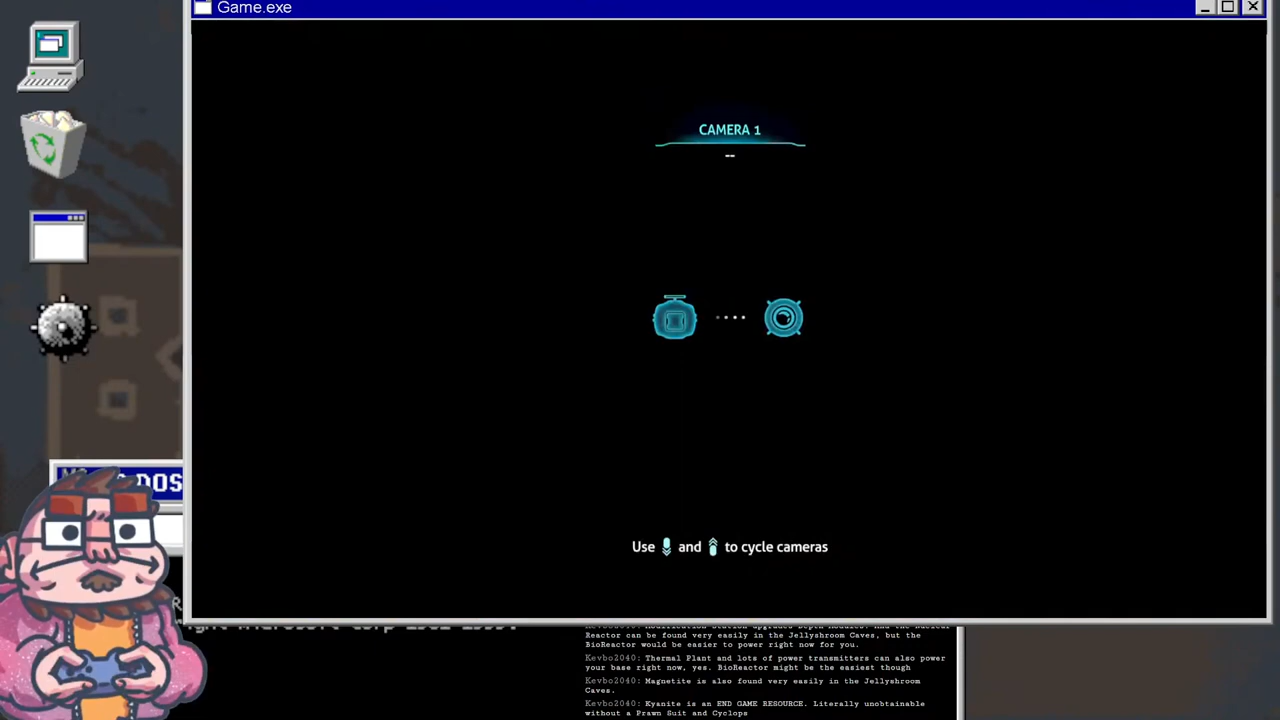 Game.exe
CAMERA 1
--
Use and to cycle cameras
DOS
Reactor can be found very easily in the Jellyshroom Caves, but the
BioReactor would be easier to power right now for you.
Kevbo2040: Thermal Plant and lots of power transmitters can also power
your base right now, yes. BioReactor might be the easiest though
Kevbo2040: Magnetite is also found very easily in the Jellyshroom
Caves.
Kevbo2040: Kyanite is an END GAME RESOURCE. Literally unobtainable
without a Prawn Suit and Cyclops